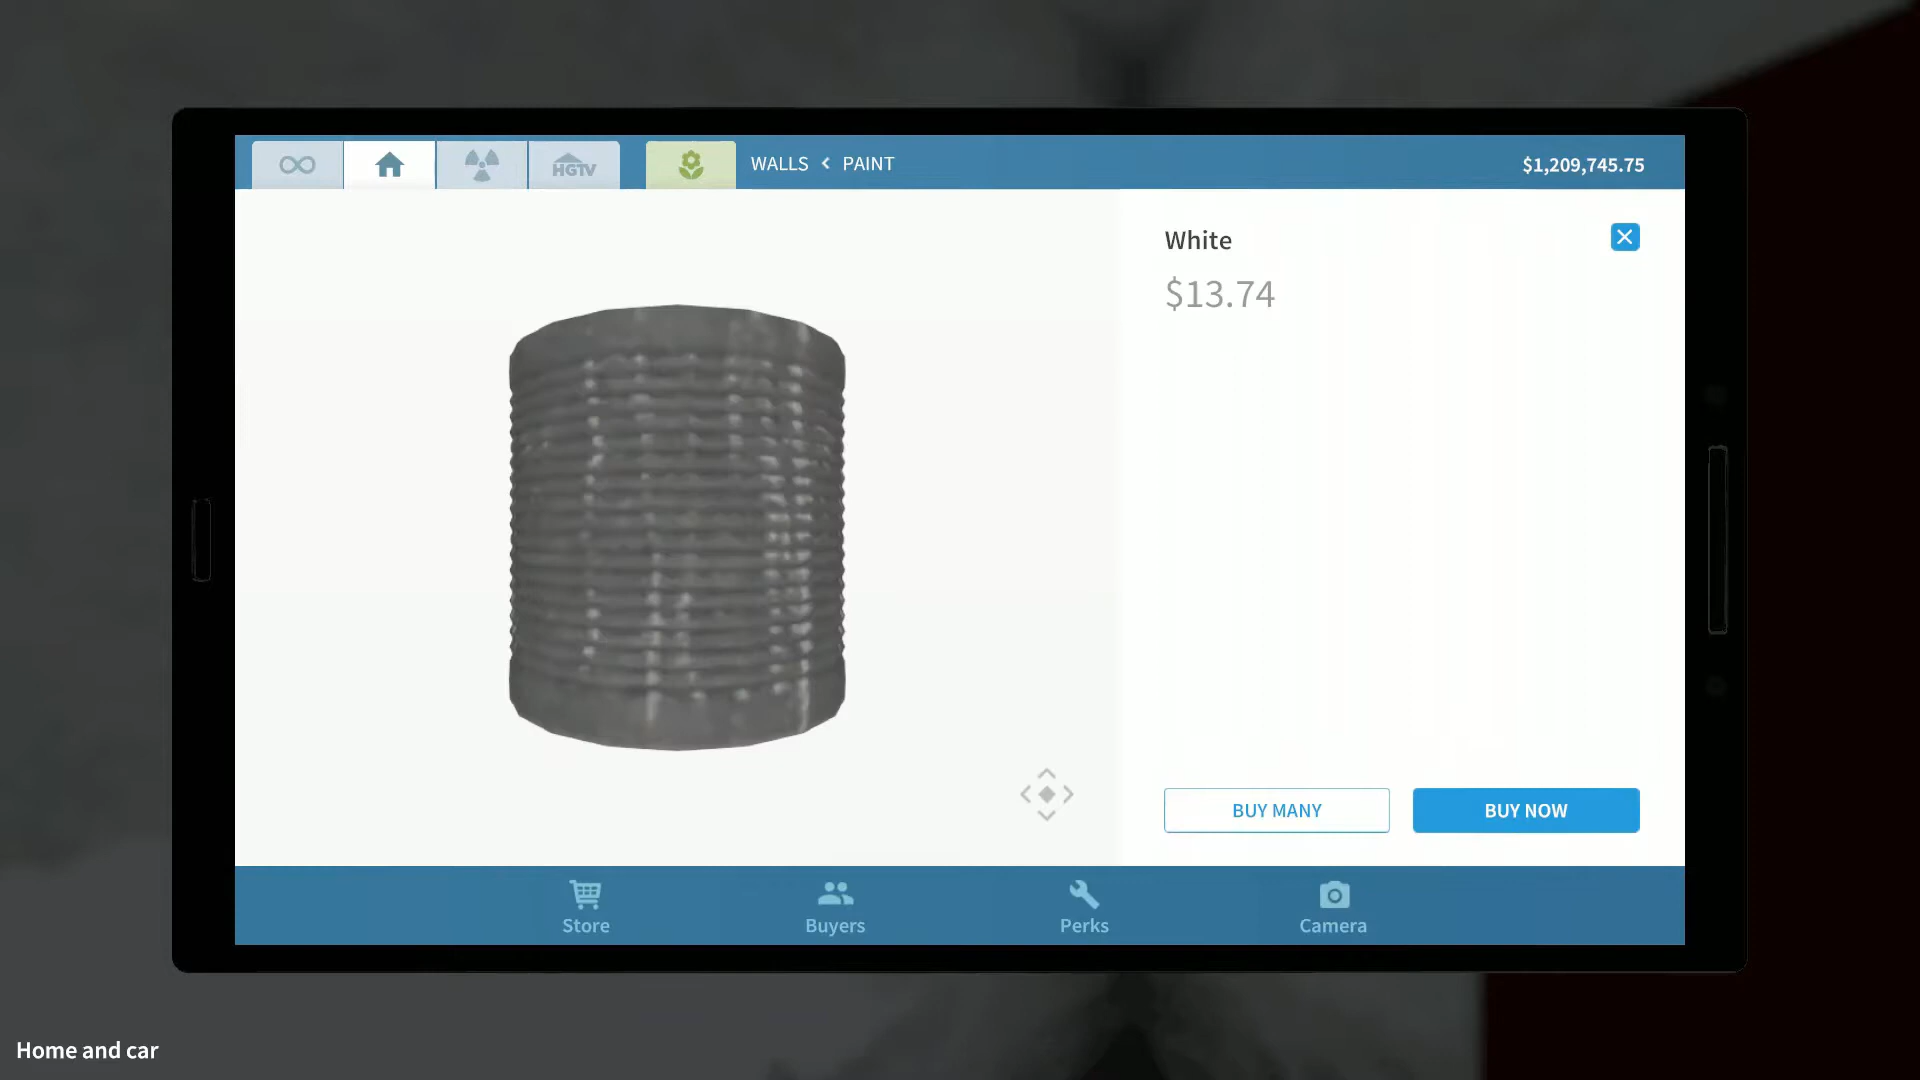 HGTV
WALLS < PAINT
$1,209,745.75
White
$13.74
BUY MANY
BUY NOW
Store
Buyers
Perks
Camera
Home and car